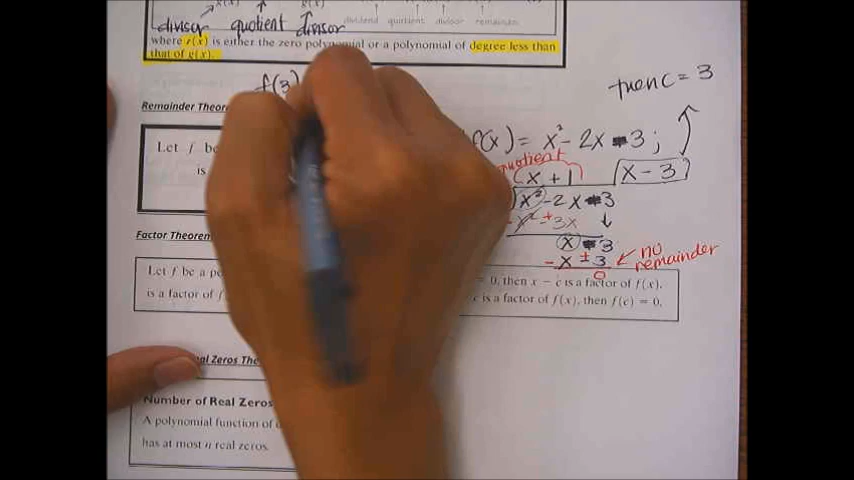 dividend quotient divisor remainder
divisor quotient divisor
where r(x) is either the zero polynomial or a polynomial of degree less than
that of g(x).
f(3)
then c = 3
Remainder Theor
f(x) = x² - 2x - 3 ; x - 3
Let f be
is
quotient
x + 1
x² - 2x - 3
- x² ± 3x
x - 3
- x ± 3
0
no
remainder
Factor Theorem
Let f be a po = 0, then x − c is a factor of f(x).
is a factor of f c is a factor of f(x), then f(c) = 0.
al Zeros The
Number of Real Zeros
A polynomial function of
has at most n real zeros.